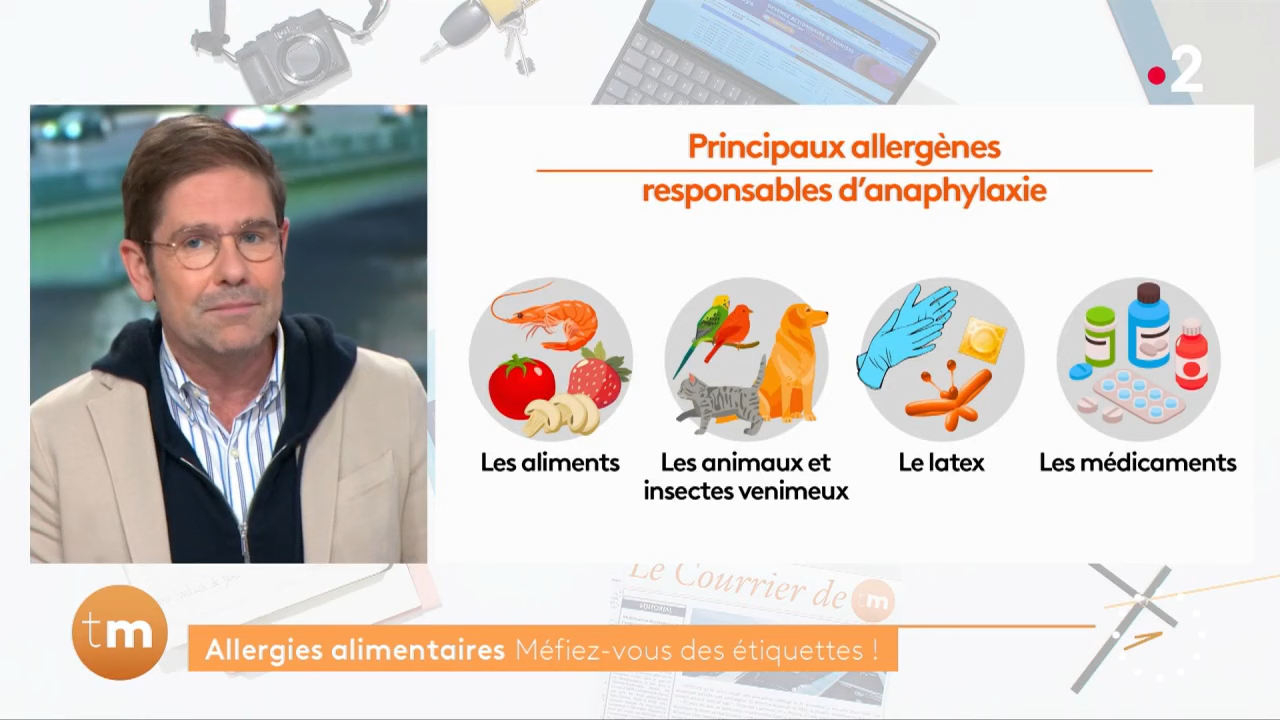 2
Principaux allergènes
responsables d'anaphylaxie
Les aliments
Les animaux et
insectes venimeux
Le latex
Les médicaments
Le Courrier de tm
EDITORIAL
tm
Allergies alimentaires Méfiez-vous des étiquettes !